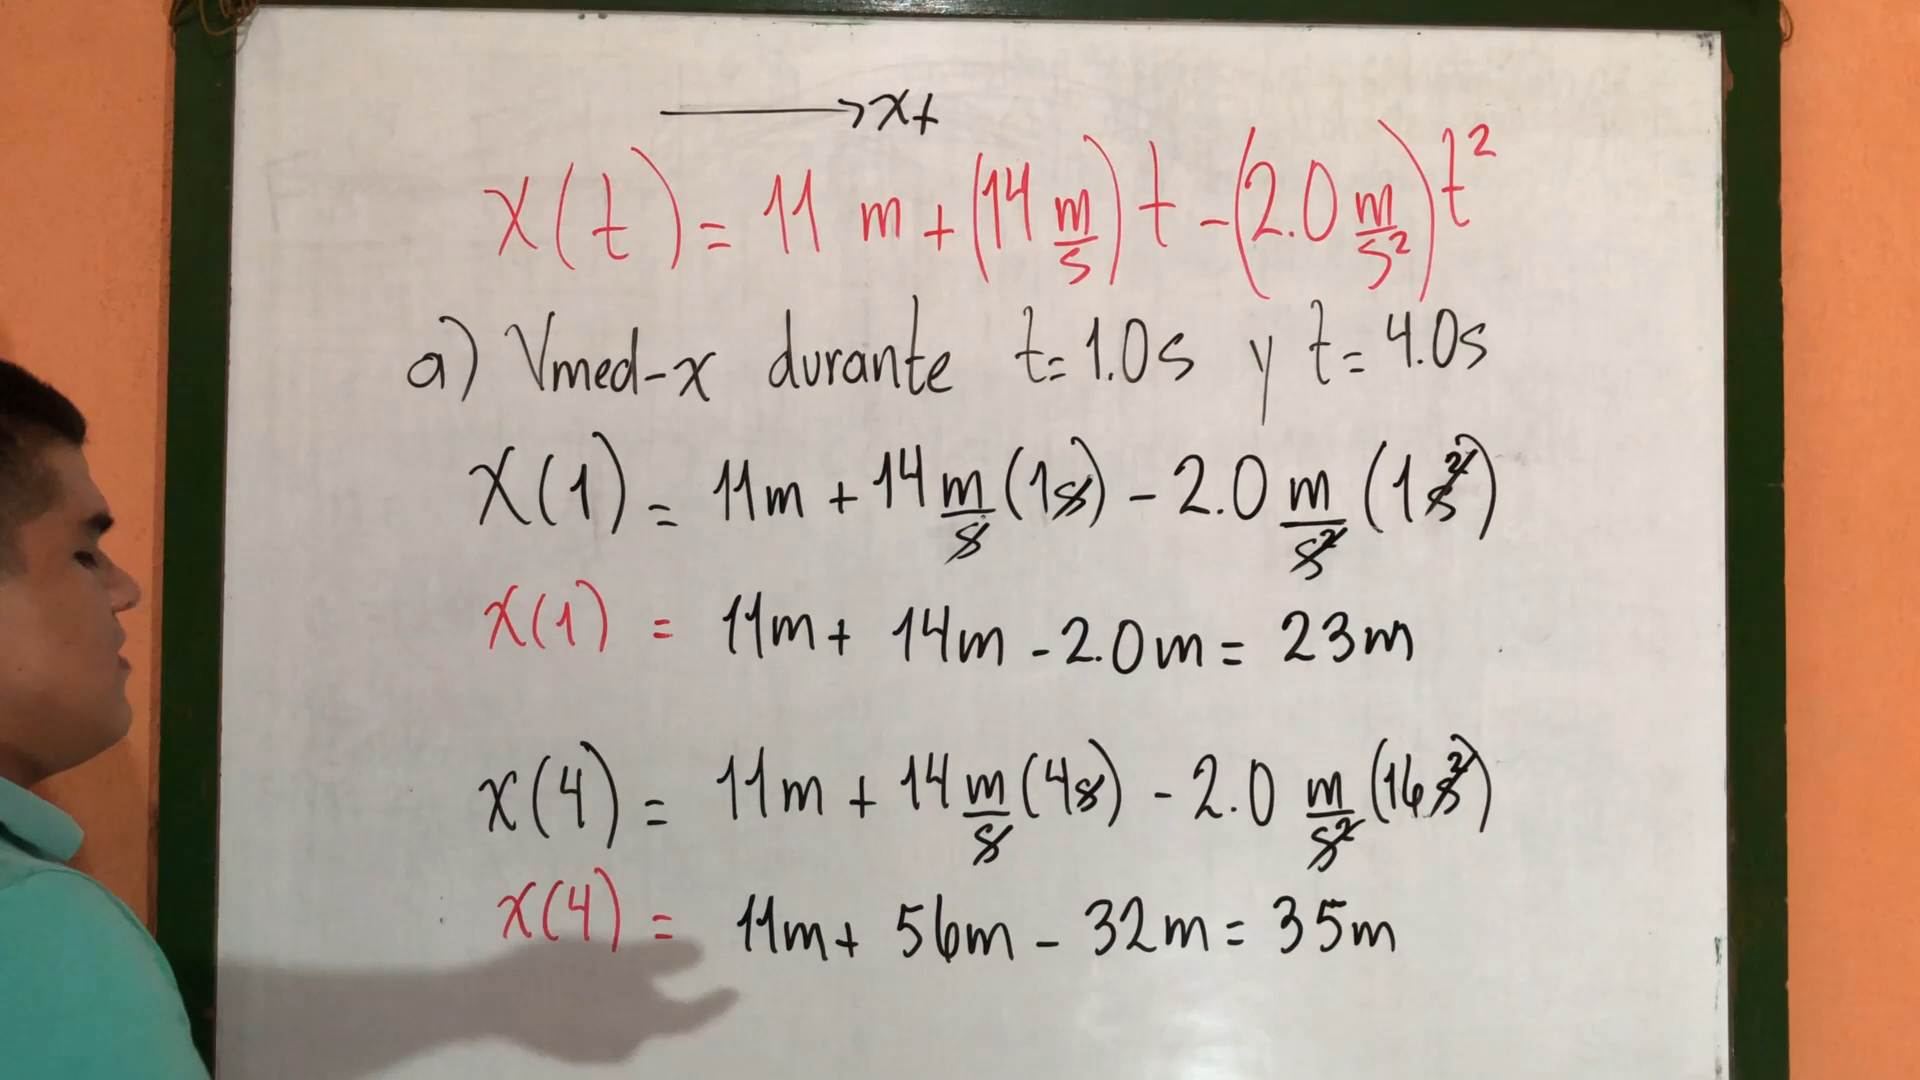 → x+
x(t) = 11 m + (14 m/s) t - (2.0 m/s²) t²
a) Vmed-x durante t=1.0s y t=4.0s
X(1) = 11m + 14 m/s (1s) - 2.0 m/s² (1s²)
x(1) = 11m + 14m - 2.0m = 23m
x(4) = 11m + 14 m/s (4s) - 2.0 m/s² (16s²)
x(4) = 11m + 56m - 32m = 35m